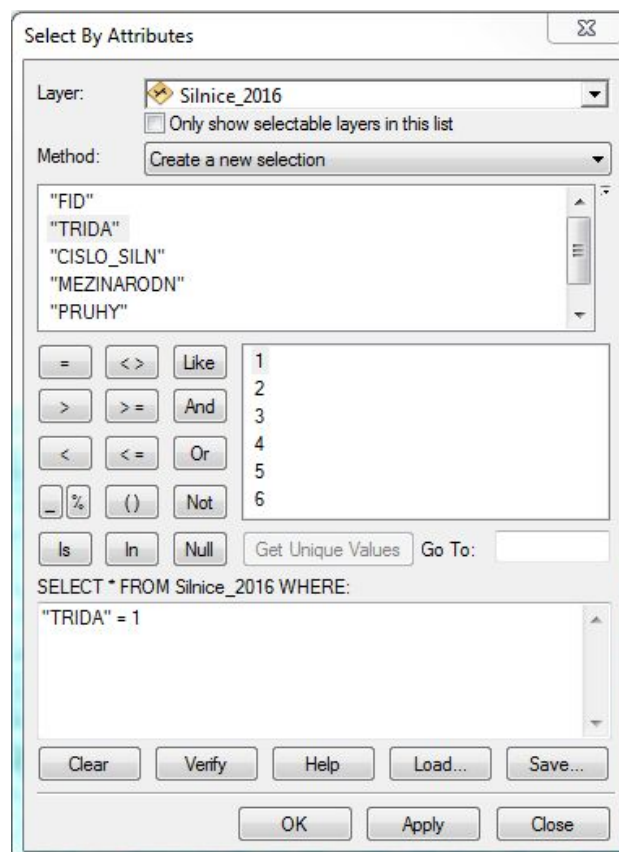 Select By Attributes
Layer: Silnice_2016
Only show selectable layers in this list
Method: Create a new selection
"FID"
"TRIDA"
"CISLO_SILN"
"MEZINARODN"
"PRUHY"
= < > Like
> > = And
< < = Or
_ % ( ) Not
Is In Null
1
2
3
4
5
6
Get Unique Values Go To:
SELECT * FROM Silnice_2016 WHERE:
"TRIDA" = 1
Clear Verify Help Load... Save...
OK Apply Close